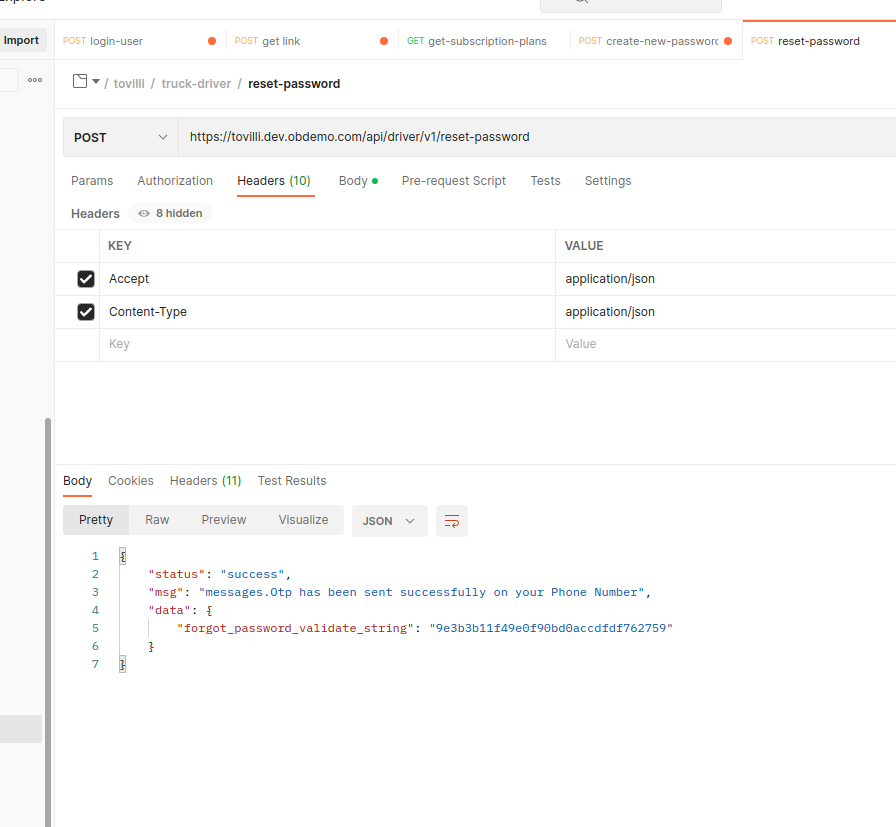 Import
POST login-user
POST get link
GET get-subscription-plans
POST create-new-password
POST reset-password
ooo
/ tovilli / truck-driver / reset-password
POST
https://tovilli.dev.obdemo.com/api/driver/v1/reset-password
Params Authorization Headers (10) Body Pre-request Script Tests Settings
Headers 8 hidden
KEY VALUE
Accept application/json
Content-Type application/json
Key Value
Body Cookies Headers (11) Test Results
Pretty Raw Preview Visualize JSON
1 {
2 "status": "success",
3 "msg": "messages.Otp has been sent successfully on your Phone Number",
4 "data": {
5 "forgot_password_validate_string": "9e3b3b11f49e0f90bd0accdfdf762759"
6 }
7 }